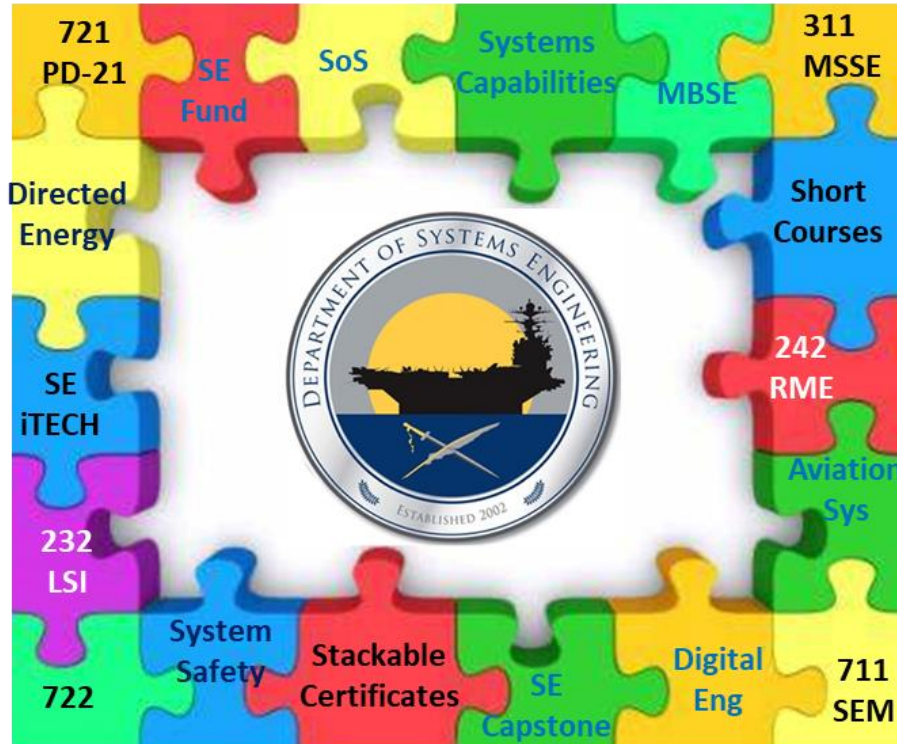 721
PD-21
SE
Fund
SoS
Systems
Capabilities
MBSE
311
MSSE
Directed
Energy
Short
Courses
DEPARTMENT OF SYSTEMS ENGINEERING
ESTABLISHED 2002
SE
iTECH
242
RME
232
LSI
Aviation
Sys
722
System
Safety
Stackable
Certificates
SE
Capstone
Digital
Eng
711
SEM